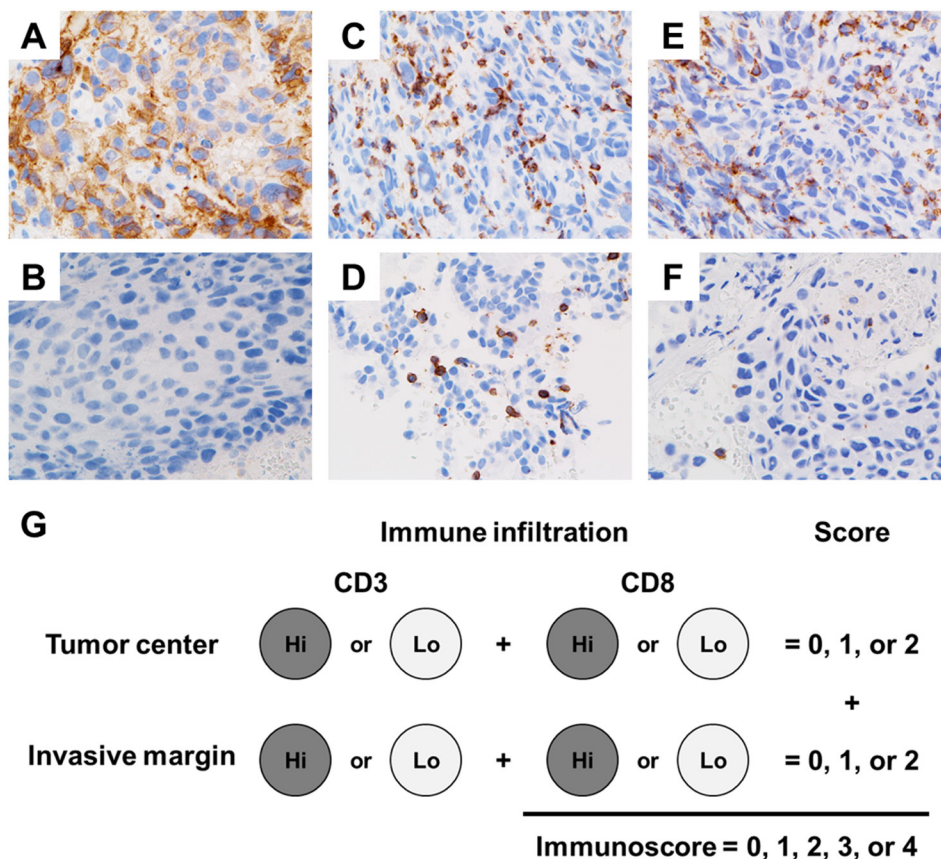 A
C
E
B
D
F
G
Immune infiltration
Score
CD3
CD8
Tumor center
Hi or Lo + Hi or Lo = 0, 1, or 2
+
Invasive margin
Hi or Lo + Hi or Lo = 0, 1, or 2
Immunoscore = 0, 1, 2, 3, or 4